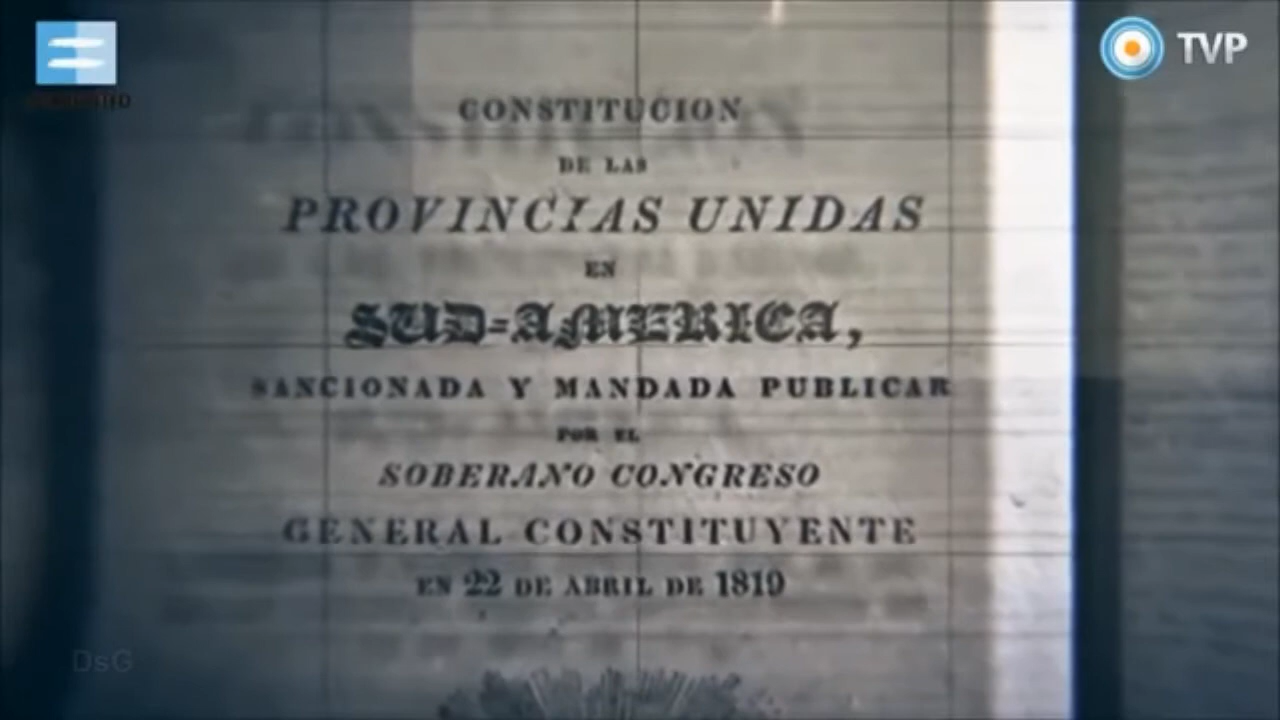 TVP
CONSTITUCION
DE LAS
PROVINCIAS UNIDAS
EN
SUD=AMERICA,
SANCIONADA Y MANDADA PUBLICAR
POR EL
SOBERANO CONGRESO
GENERAL CONSTITUYENTE
EN 22 DE ABRIL DE 1819
DsG